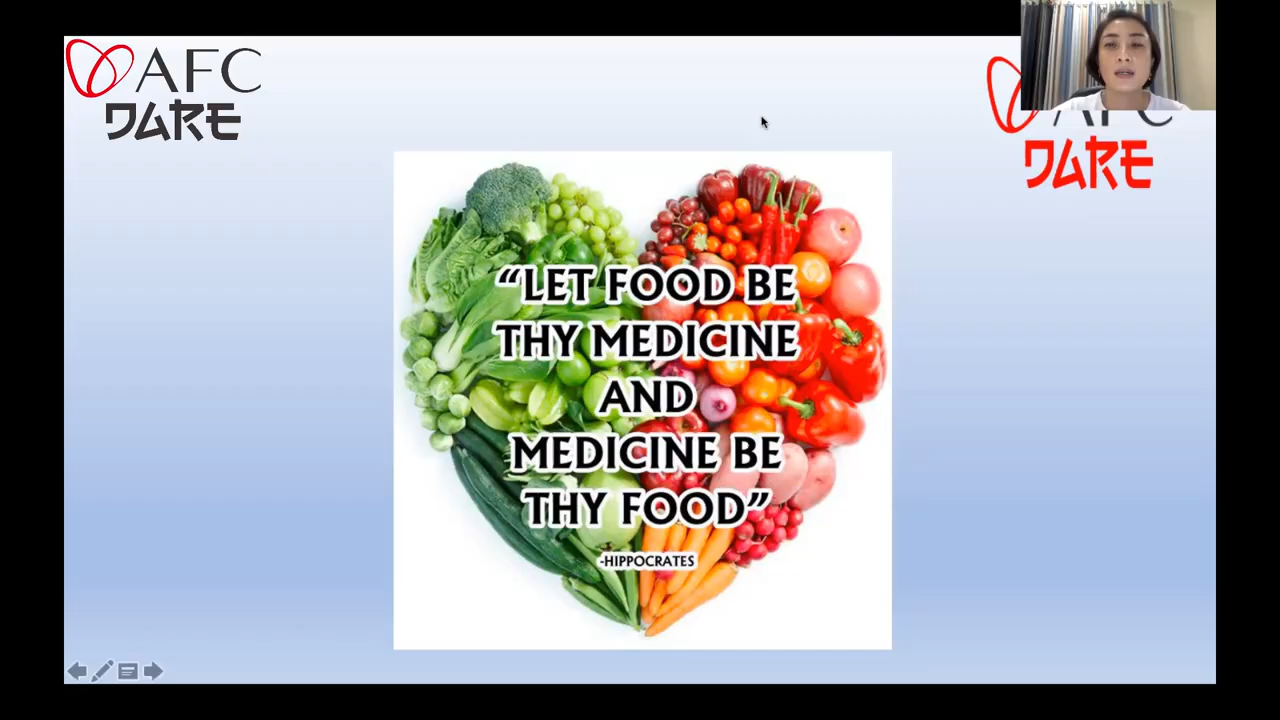 AFC
DARE
AFC
DARE
“LET FOOD BE
THY MEDICINE
AND
MEDICINE BE
THY FOOD”
-HIPPOCRATES